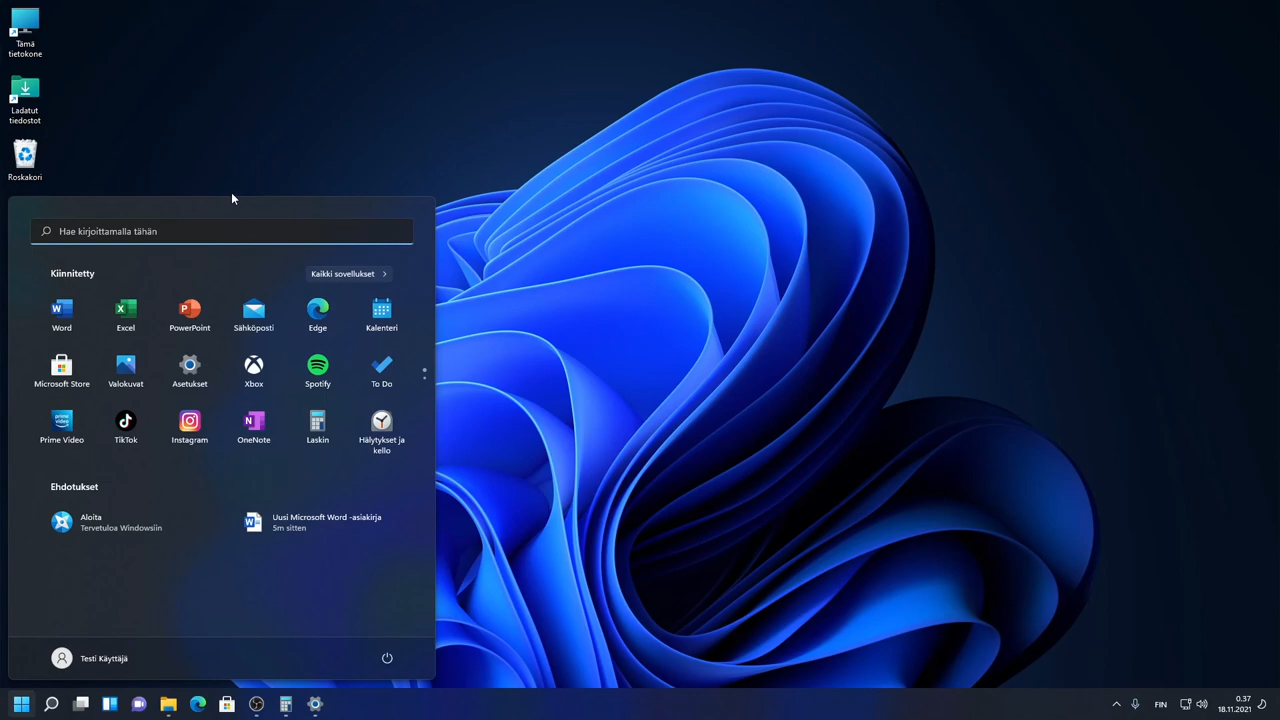 Tämä
tietokone
Ladatut
tiedostot
Roskakori
Hae kirjoittamalla tähän
Kiinnitetty
Kaikki sovellukset
Word
Excel
PowerPoint
Sähköposti
Edge
Kalenteri
Microsoft Store
Valokuvat
Asetukset
Xbox
Spotify
To Do
prime video
Prime Video
TikTok
Instagram
OneNote
Laskin
Hälytykset ja
kello
Ehdotukset
Aloita
Tervetuloa Windowsiin
Uusi Microsoft Word -asiakirja
5m sitten
Testi Käyttäjä
FIN
0.37
18.11.2021